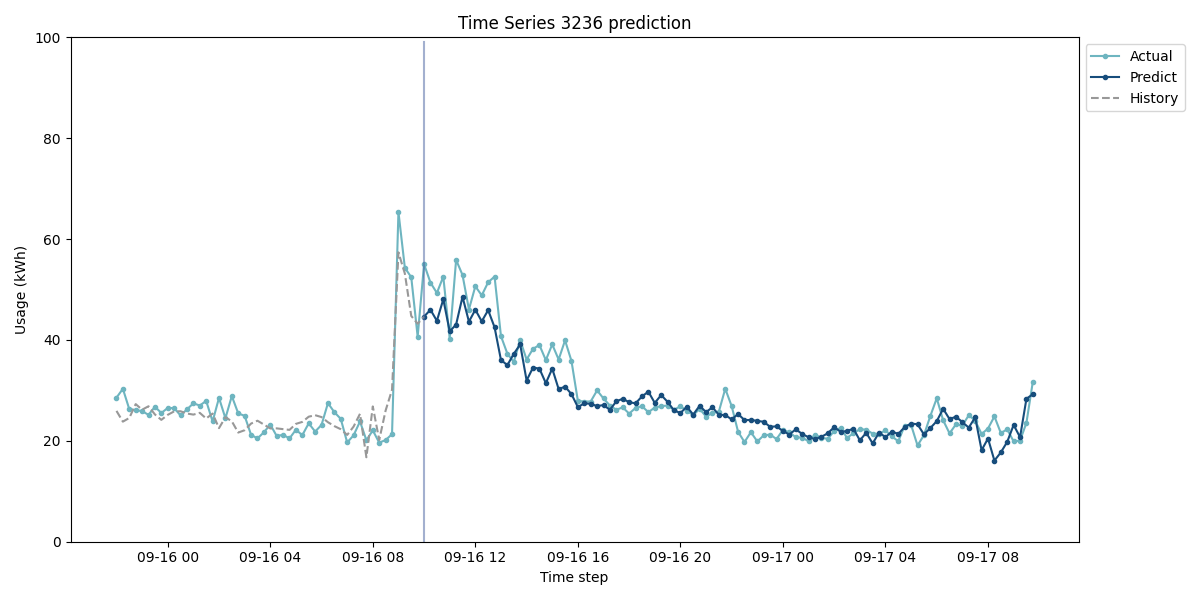 Time Series 3236 prediction
100
80
60
40
20
0
Usage (kWh)
09-16 00
09-16 04
09-16 08
09-16 12
09-16 16
09-16 20
09-17 00
09-17 04
09-17 08
Time step
Actual
Predict
History